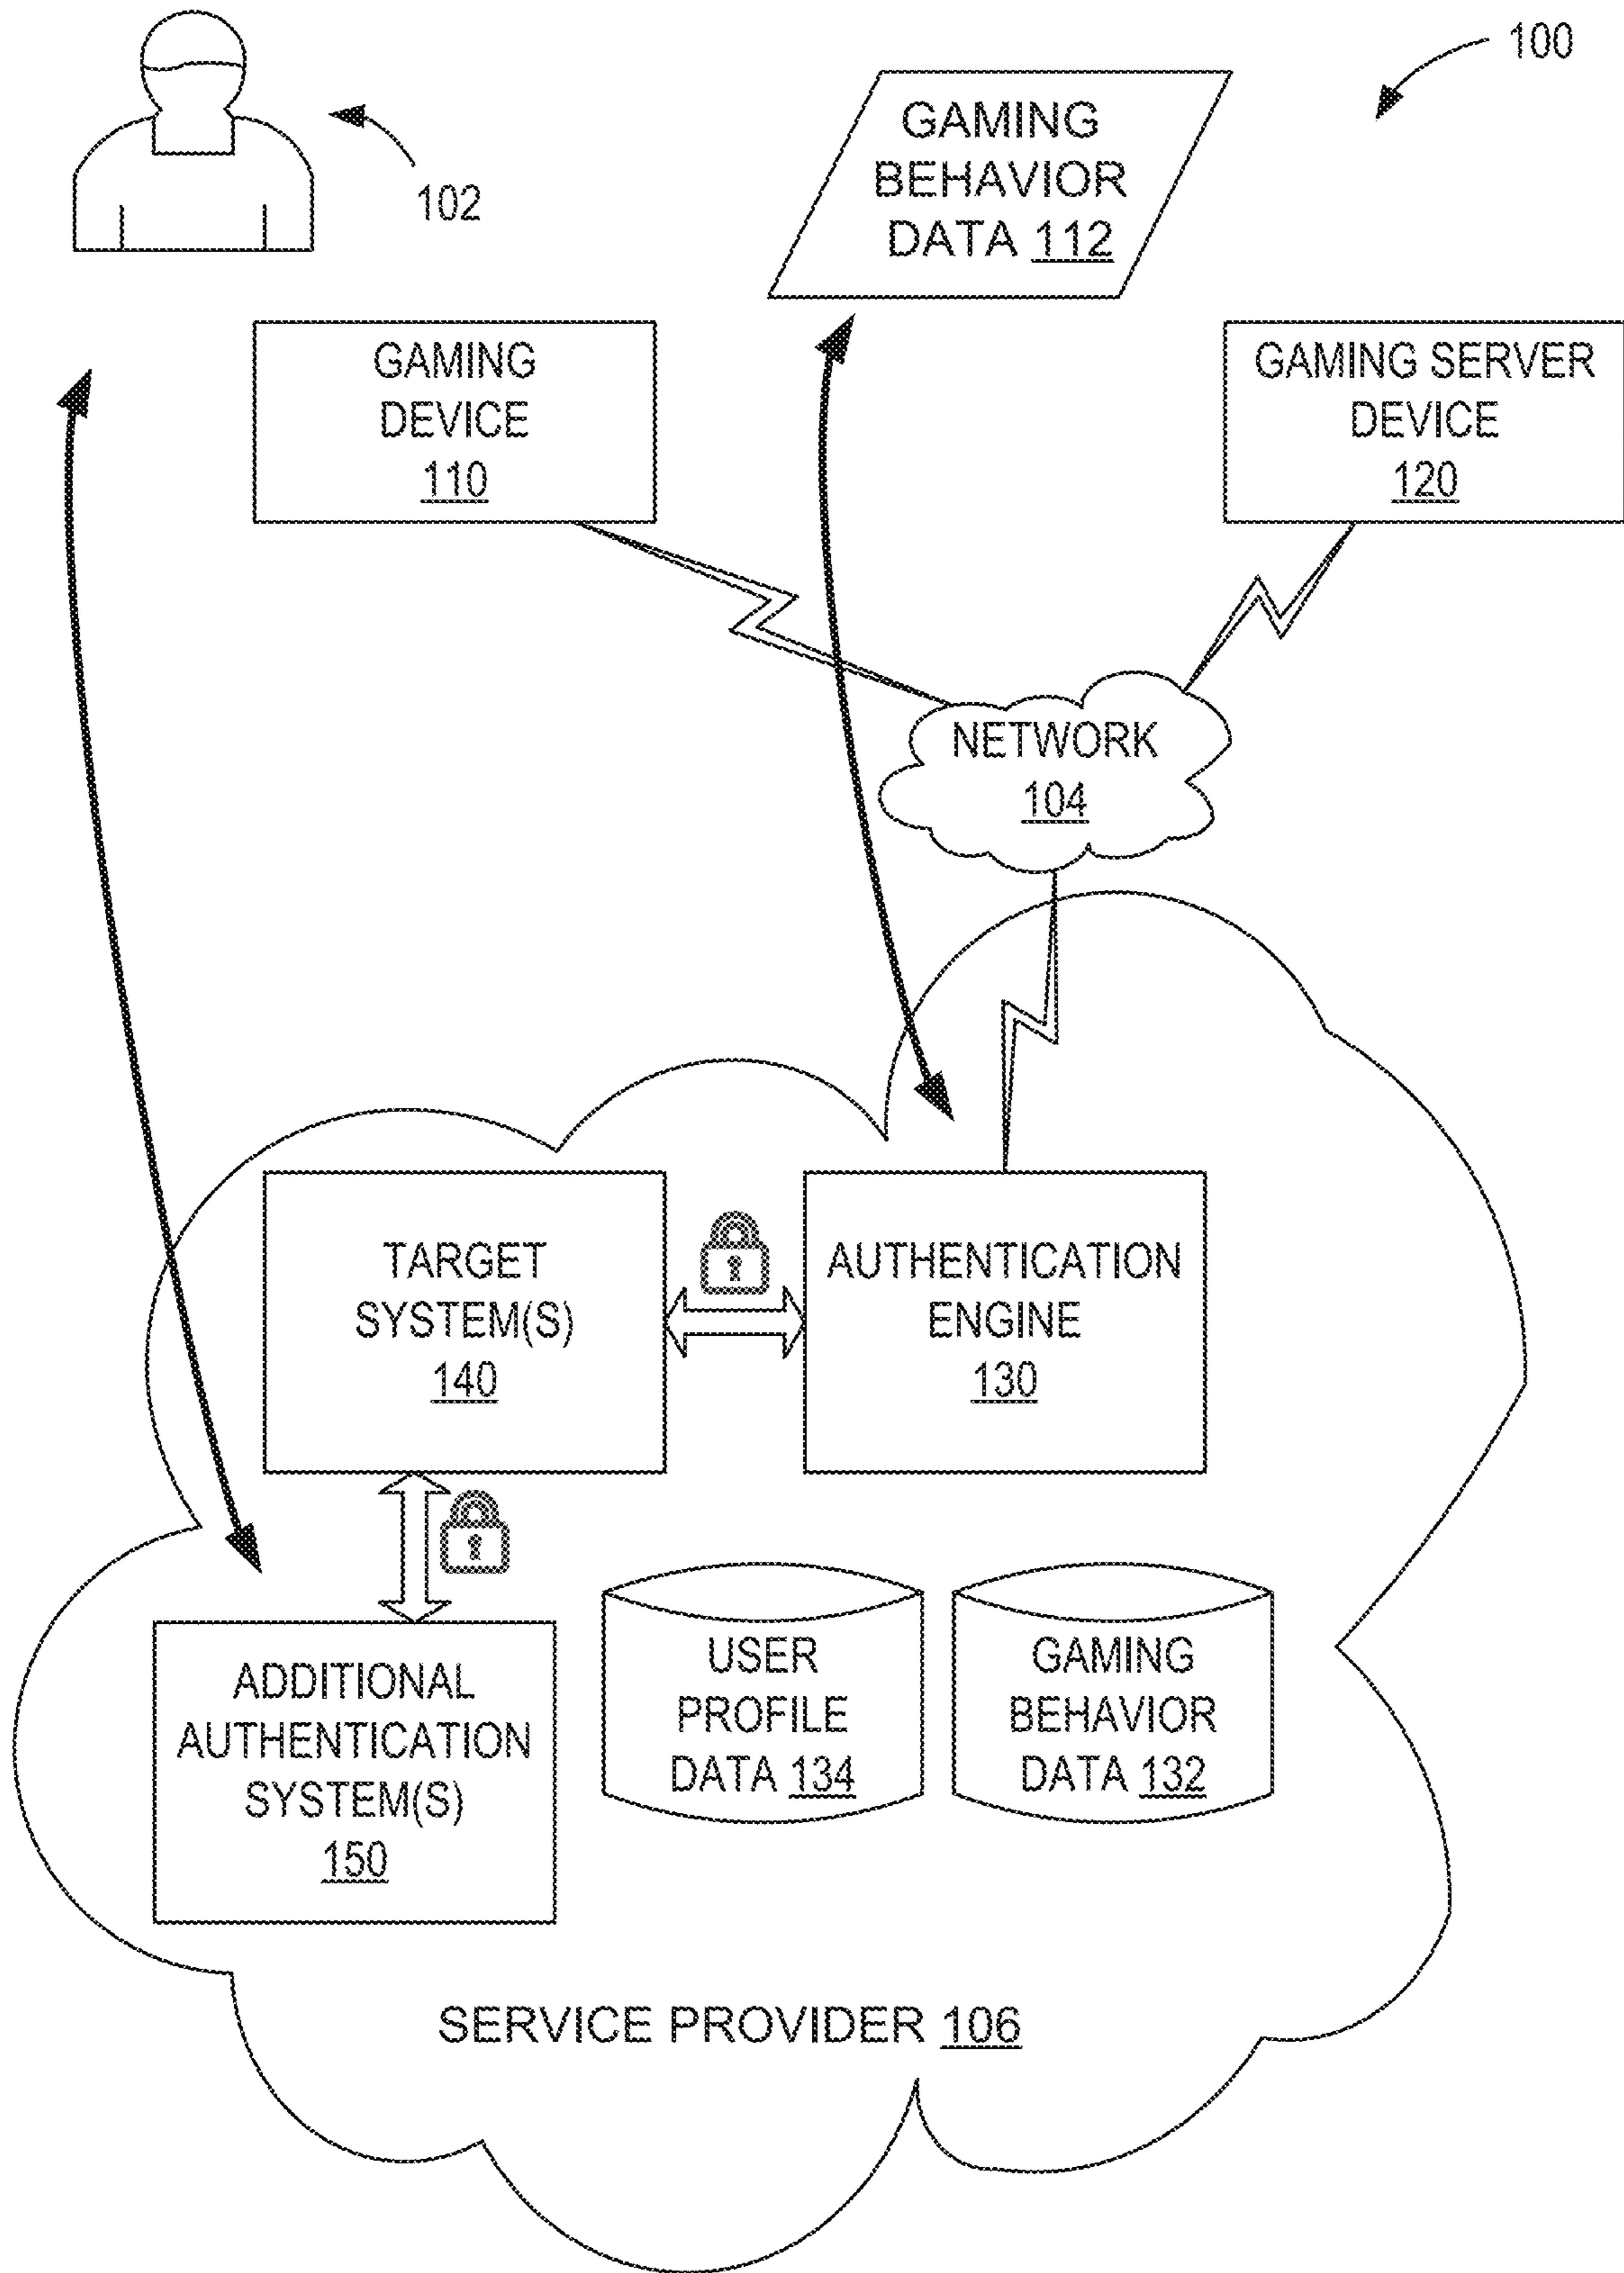 100
102
GAMING
BEHAVIOR
DATA 112
GAMING
DEVICE
110
GAMING SERVER
DEVICE
120
NETWORK
104
TARGET
SYSTEM(S)
140
AUTHENTICATION
ENGINE
130
ADDITIONAL
AUTHENTICATION
SYSTEM(S)
150
USER
PROFILE
DATA 134
GAMING
BEHAVIOR
DATA 132
SERVICE PROVIDER 106